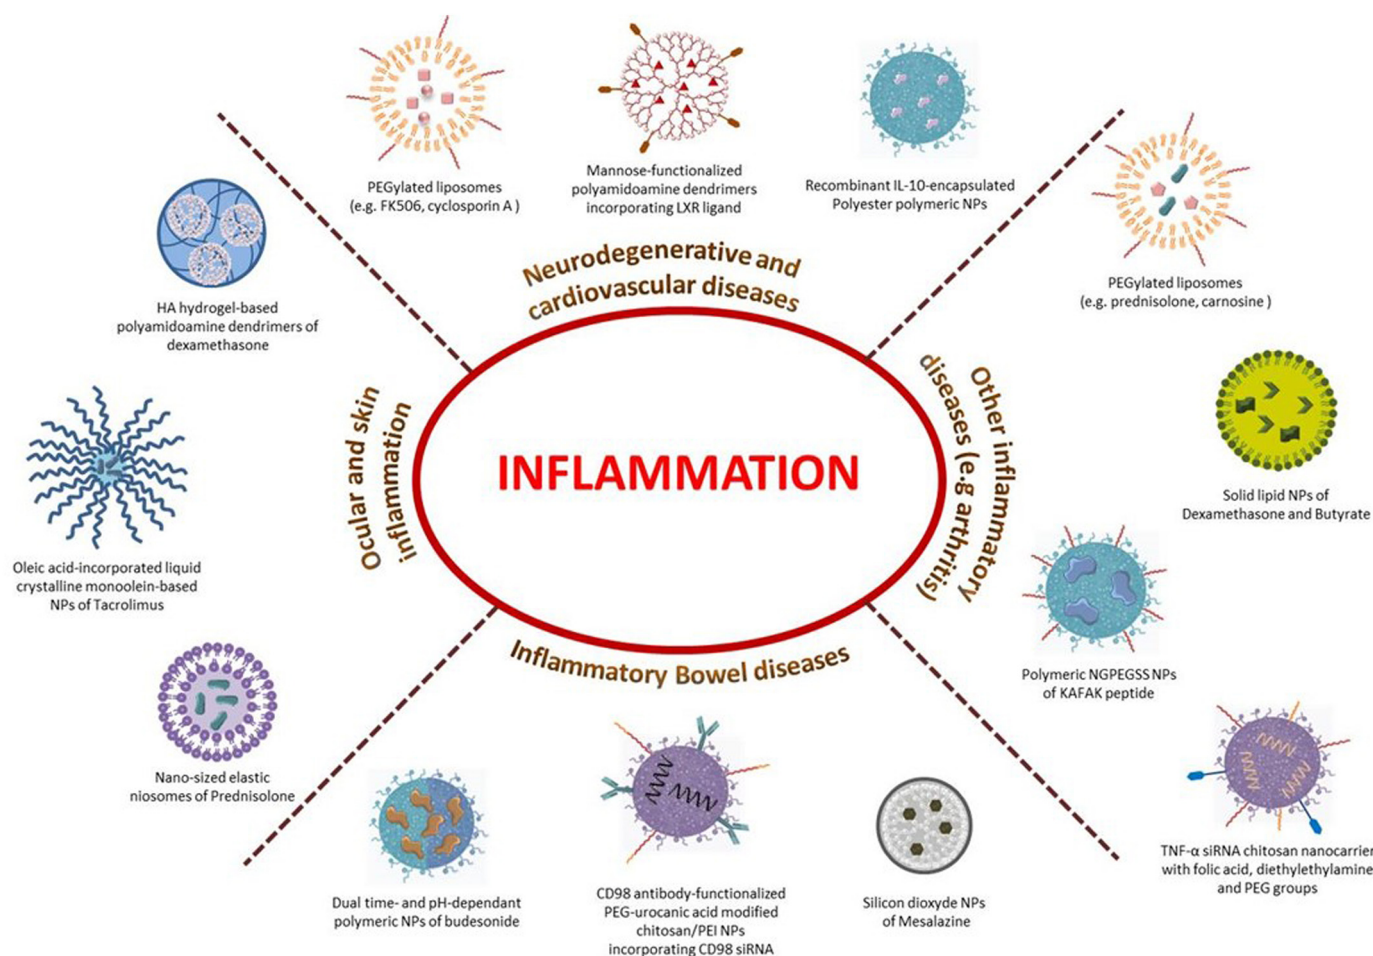 PEGylated liposomes
(e.g. FK506, cyclosporin A )
Mannose-functionalized
polyamidoamine dendrimers
incorporating LXR ligand
Recombinant IL-10-encapsulated
Polyester polymeric NPs
PEGylated liposomes
(e.g. prednisolone, carnosine )
HA hydrogel-based
polyamidoamine dendrimers of
dexamethasone
Neurodegenerative and
cardiovascular diseases
Ocular and skin
inflammation
INFLAMMATION
Other inflammatory
diseases (e.g arthritis)
Solid lipid NPs of
Dexamethasone and Butyrate
Oleic acid-incorporated liquid
crystalline monoolein-based
NPs of Tacrolimus
Inflammatory Bowel diseases
Polymeric NGPEGSS NPs
of KAFAK peptide
Nano-sized elastic
niosomes of Prednisolone
TNF-α siRNA chitosan nanocarrier
with folic acid, diethylethylamine
and PEG groups
Dual time- and pH-dependant
polymeric NPs of budesonide
CD98 antibody-functionalized
PEG-urocanic acid modified
chitosan/PEI NPs
incorporating CD98 siRNA
Silicon dioxyde NPs
of Mesalazine